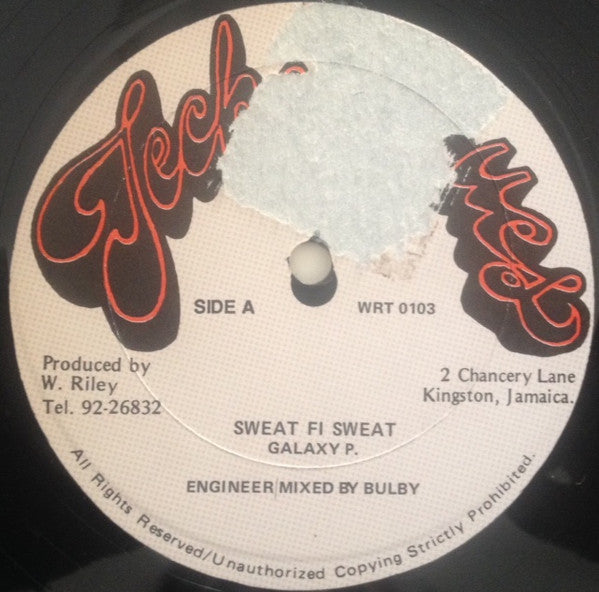 SIDE A
WRT 0103
Produced by
W. Riley
Tel. 92-26832
2 Chancery Lane
Kingston, Jamaica.
SWEAT FI SWEAT
GALAXY P.
ENGINEER/MIXED BY BULBY
All Rights Reserved/Unauthorized Copying Strictly Prohibited.